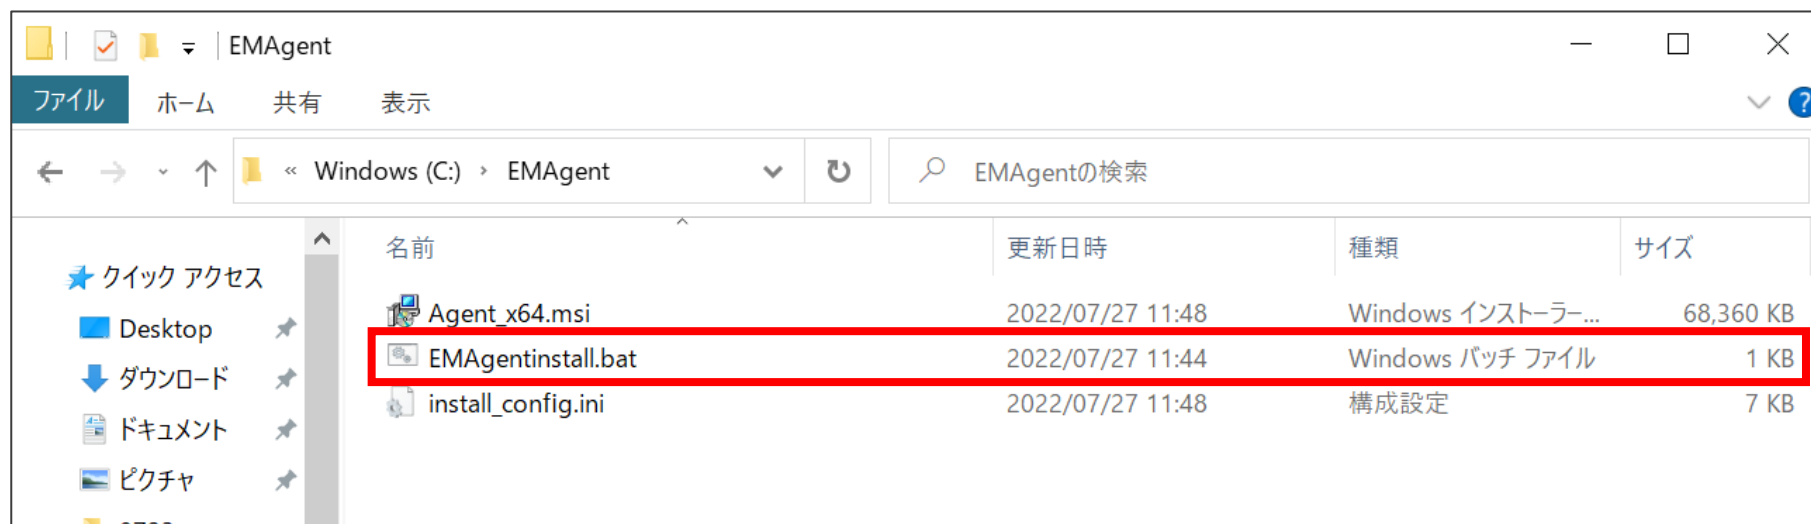 EMAgent
ファイル ホーム 共有 表示
« Windows (C:) › EMAgent EMAgentの検索
名前 更新日時 種類 サイズ
クイック アクセス
Desktop
ダウンロード
ドキュメント
ピクチャ
Agent_x64.msi 2022/07/27 11:48 Windows インストーラー... 68,360 KB
EMAgentinstall.bat 2022/07/27 11:44 Windows バッチ ファイル 1 KB
install_config.ini 2022/07/27 11:48 構成設定 7 KB